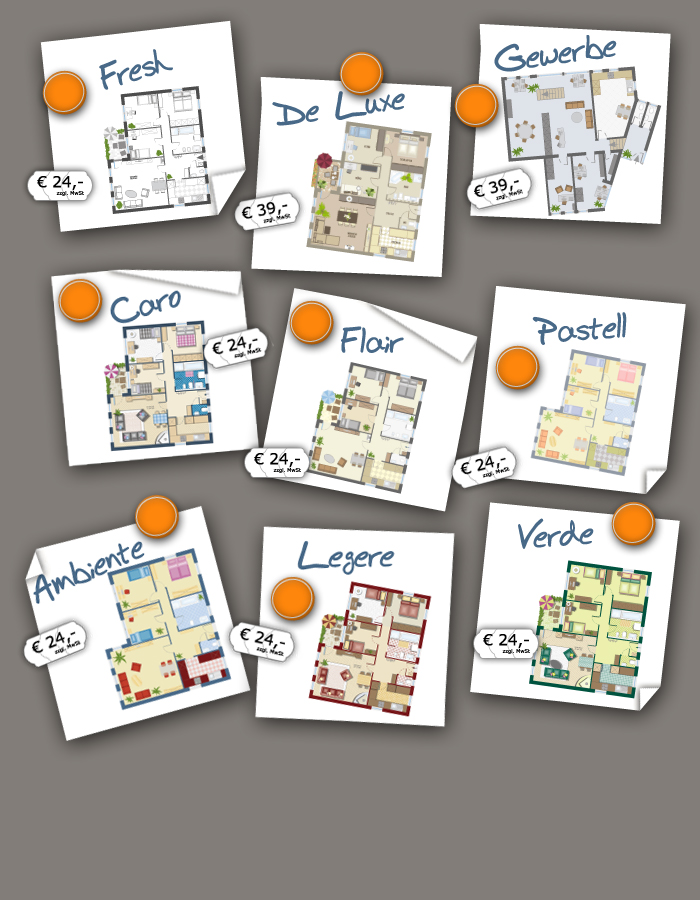 Fresh
€ 24,-
zzgl. MwSt
De Luxe
€ 39,-
zzgl. MwSt
Gewerbe
€ 39,-
zzgl. MwSt
Caro
€ 24,-
zzgl. MwSt
Flair
€ 24,-
zzgl. MwSt
Pastell
€ 24,-
zzgl. MwSt
Ambiente
€ 24,-
zzgl. MwSt
Legere
€ 24,-
zzgl. MwSt
Verde
€ 24,-
zzgl. MwSt